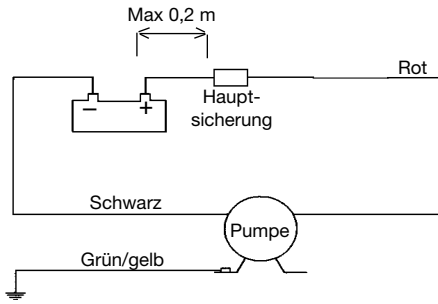 Max 0,2 m
Rot
Haupt-
sicherung
− +
Schwarz
Pumpe
Grün/gelb